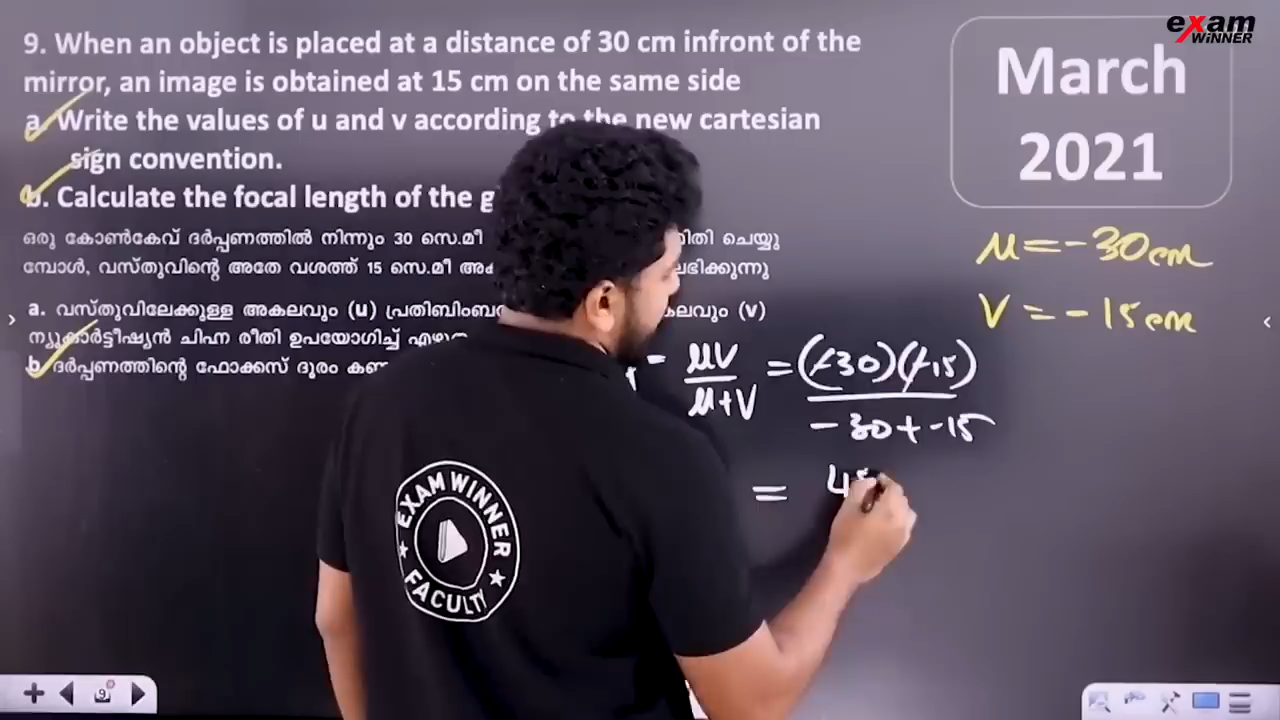 exam
WiNNER
9. When an object is placed at a distance of 30 cm infront of the
mirror, an image is obtained at 15 cm on the same side
a. Write the values of u and v according to the new cartesian
sign convention.
b. Calculate the focal length of the g
March
2021
ഒരു കോൺകേവ് ദർപ്പണത്തിൽ നിന്നും 30 സെ.മീ
ചെയ്യു
മ്പോൾ, വസ്തുവിന്റെ അതേ വശത്ത് 15 സെ.മീ
ലഭിക്കുന്നു
a. വസ്തുവിലേക്കുള്ള അകലവും (u) പ്രതിബിംബ
കലവും (v)
ന്യൂകാർട്ടീഷ്യൻ ചിഹ്ന രീതി ഉപയോഗിച്ച്
b. ദർപ്പണത്തിന്റെ ഫോക്കസ് ദൂരം
u = -30cm
v = -15cm
= uv / u+v = (-30)(-15) / -30+-15
= 45
EXAM WINNER
FACULTY